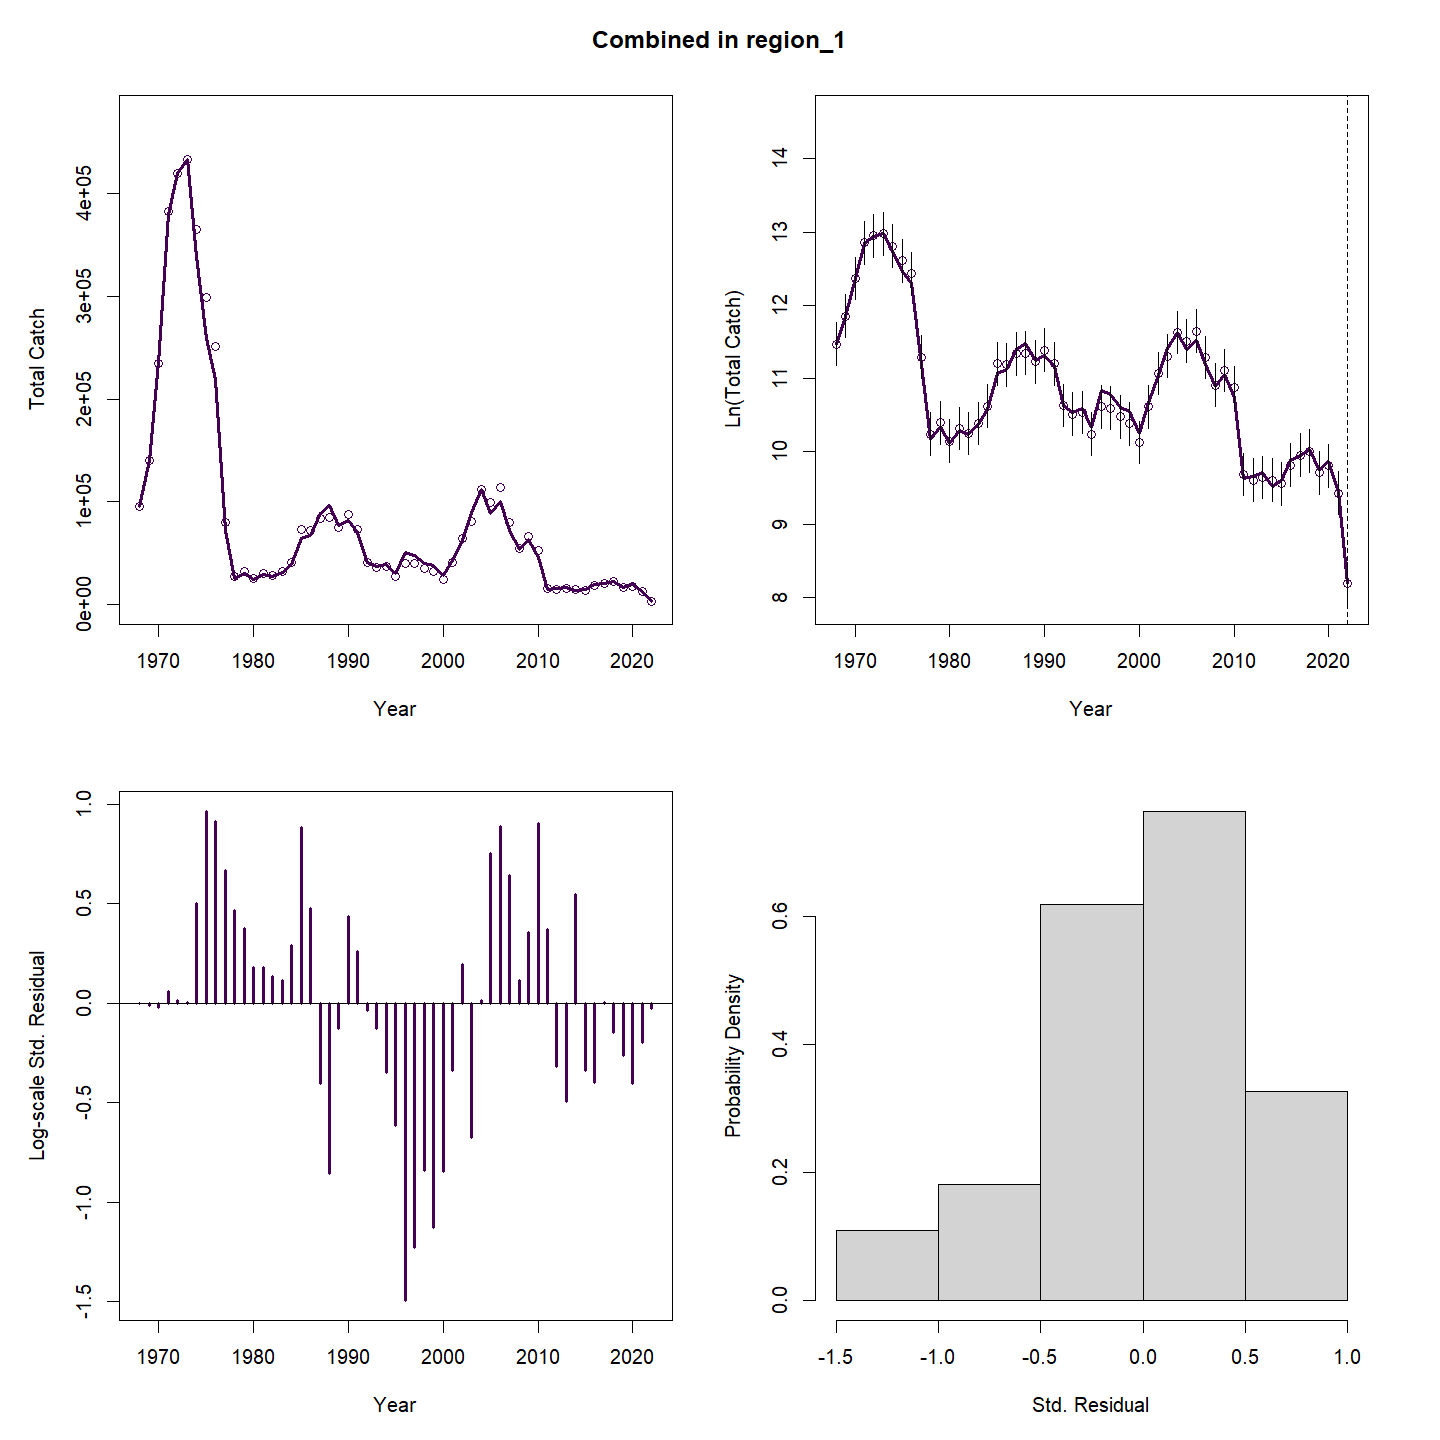 Combined in region_1
Total Catch
4e+05
3e+05
2e+05
1e+05
0e+00
1970 1980 1990 2000 2010 2020
Year
Ln(Total Catch)
14
13
12
11
10
9
8
1970 1980 1990 2000 2010 2020
Year
Log-scale Std. Residual
1.0
0.5
0.0
-0.5
-1.0
-1.5
1970 1980 1990 2000 2010 2020
Year
Probability Density
0.6
0.4
0.2
0.0
-1.5 -1.0 -0.5 0.0 0.5 1.0
Std. Residual